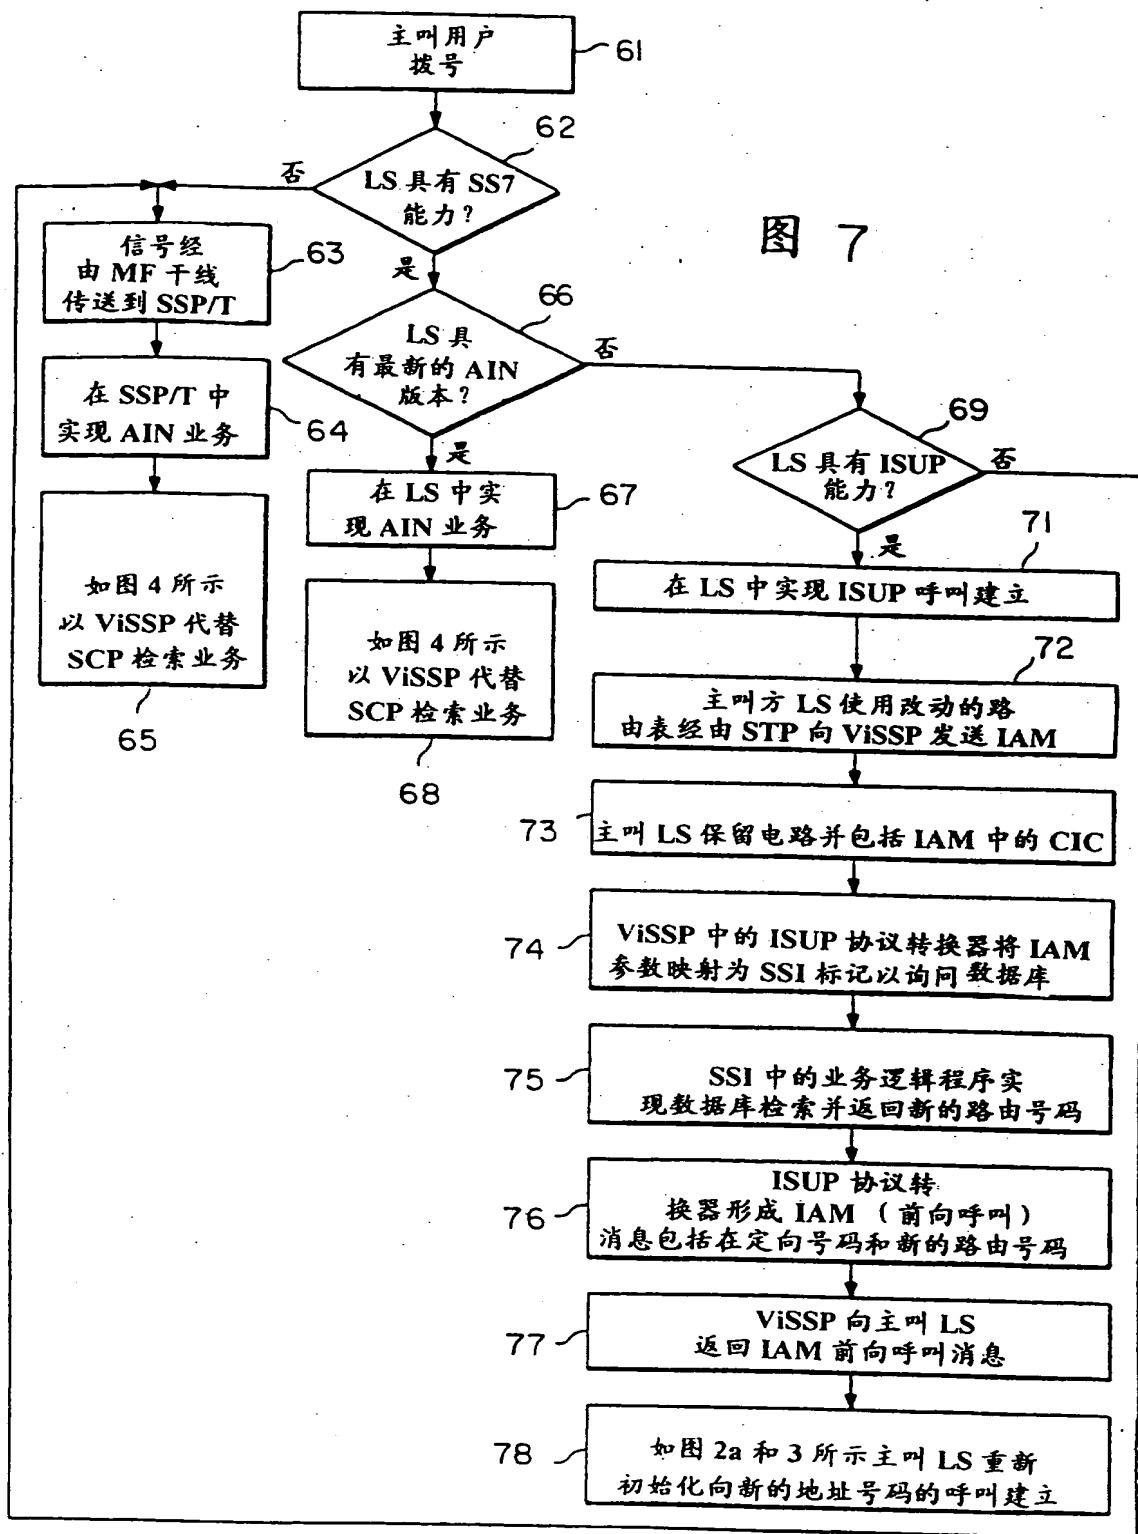 主叫用户
拨号
61
62
LS 具有 SS7
能力？
否
是
图 7
信号经
由 MF 干线
传送到 SSP/T
63
66
LS 具
有最新的 AIN
版本？
否
是
在 SSP/T 中
实现 AIN 业务
64
69
LS 具有 ISUP
能力？
否
是
在 LS 中实
现 AIN 业务
67
如图 4 所示
以 ViSSP 代替
SCP 检索业务
65
如图 4 所示
以 ViSSP 代替
SCP 检索业务
68
71
在 LS 中实现 ISUP 呼叫建立
72
主叫方 LS 使用改动的路
由表经由 STP 向 ViSSP 发送 IAM
73
主叫 LS 保留电路并包括 IAM 中的 CIC
74
ViSSP 中的 ISUP 协议转换器将 IAM
参数映射为 SSI 标记以询问数据库
75
SSI 中的业务逻辑程序实
现数据库检索并返回新的路由号码
76
ISUP 协议转
换器形成 IAM （前向呼叫）
消息包括在定向号码和新的路由号码
77
ViSSP 向主叫 LS
返回 IAM 前向呼叫消息
78
如图 2a 和 3 所示主叫 LS 重新
初始化向新的地址号码的呼叫建立